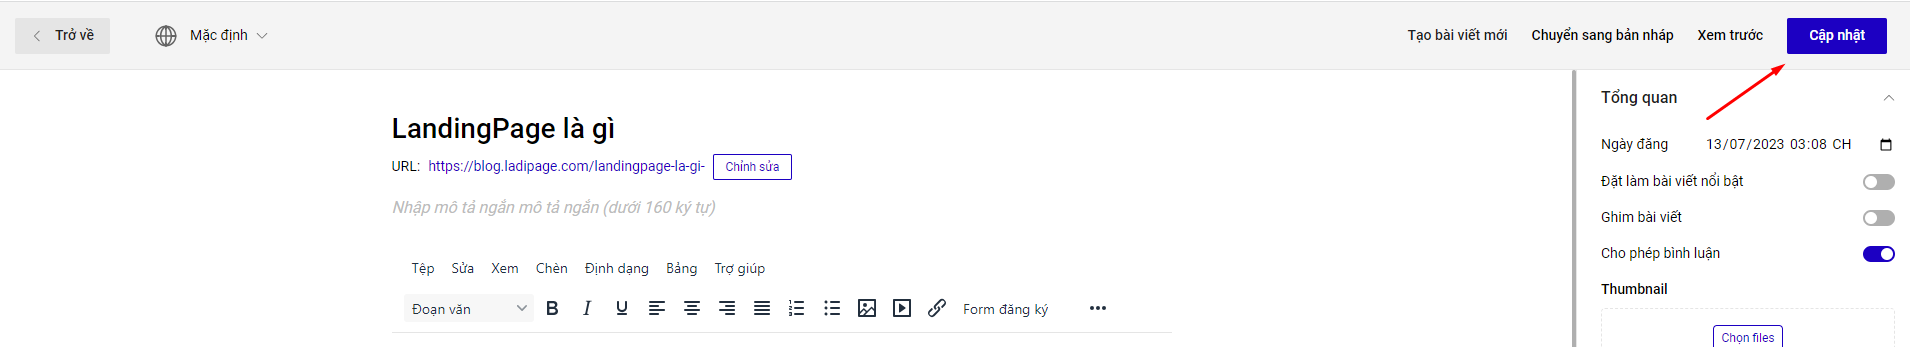 Trở về Mặc định Tạo bài viết mới Chuyển sang bản nháp Xem trước Cập nhật
LandingPage là gì
URL: https://blog.ladipage.com/landingpage-la-gi- Chỉnh sửa
Nhập mô tả ngắn mô tả ngắn (dưới 160 ký tự)
Tệp Sửa Xem Chèn Định dạng Bảng Trợ giúp
Đoạn văn B I U Form đăng ký
Tổng quan
Ngày đăng 13/07/2023 03:08 CH
Đặt làm bài viết nổi bật
Ghim bài viết
Cho phép bình luận
Thumbnail
Chọn files